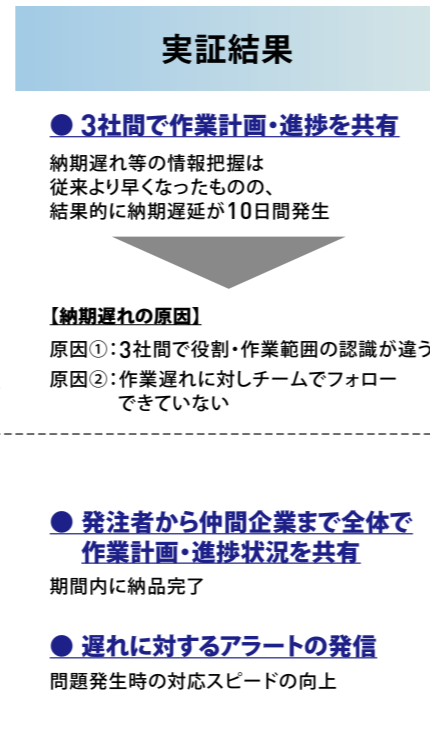 実証結果
● 3社間で作業計画・進捗を共有
納期遅れ等の情報把握は
従来より早くなったものの、
結果的に納期遅延が10日間発生
【納期遅れの原因】
原因①：3社間で役割・作業範囲の認識が違う
原因②：作業遅れに対しチームでフォロー
できていない
● 発注者から仲間企業まで全体で
作業計画・進捗状況を共有
期間内に納品完了
● 遅れに対するアラートの発信
問題発生時の対応スピードの向上